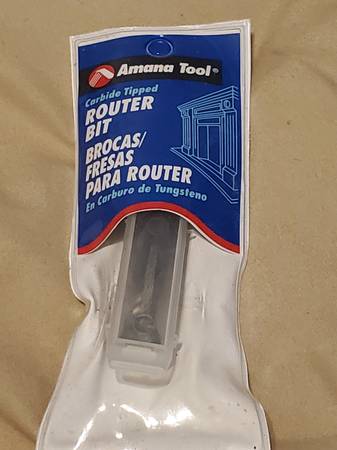 Amana Tool®
Carbide Tipped
ROUTER
BIT
BROCAS/
FRESAS
PARA ROUTER
En Carburo de Tungsteno